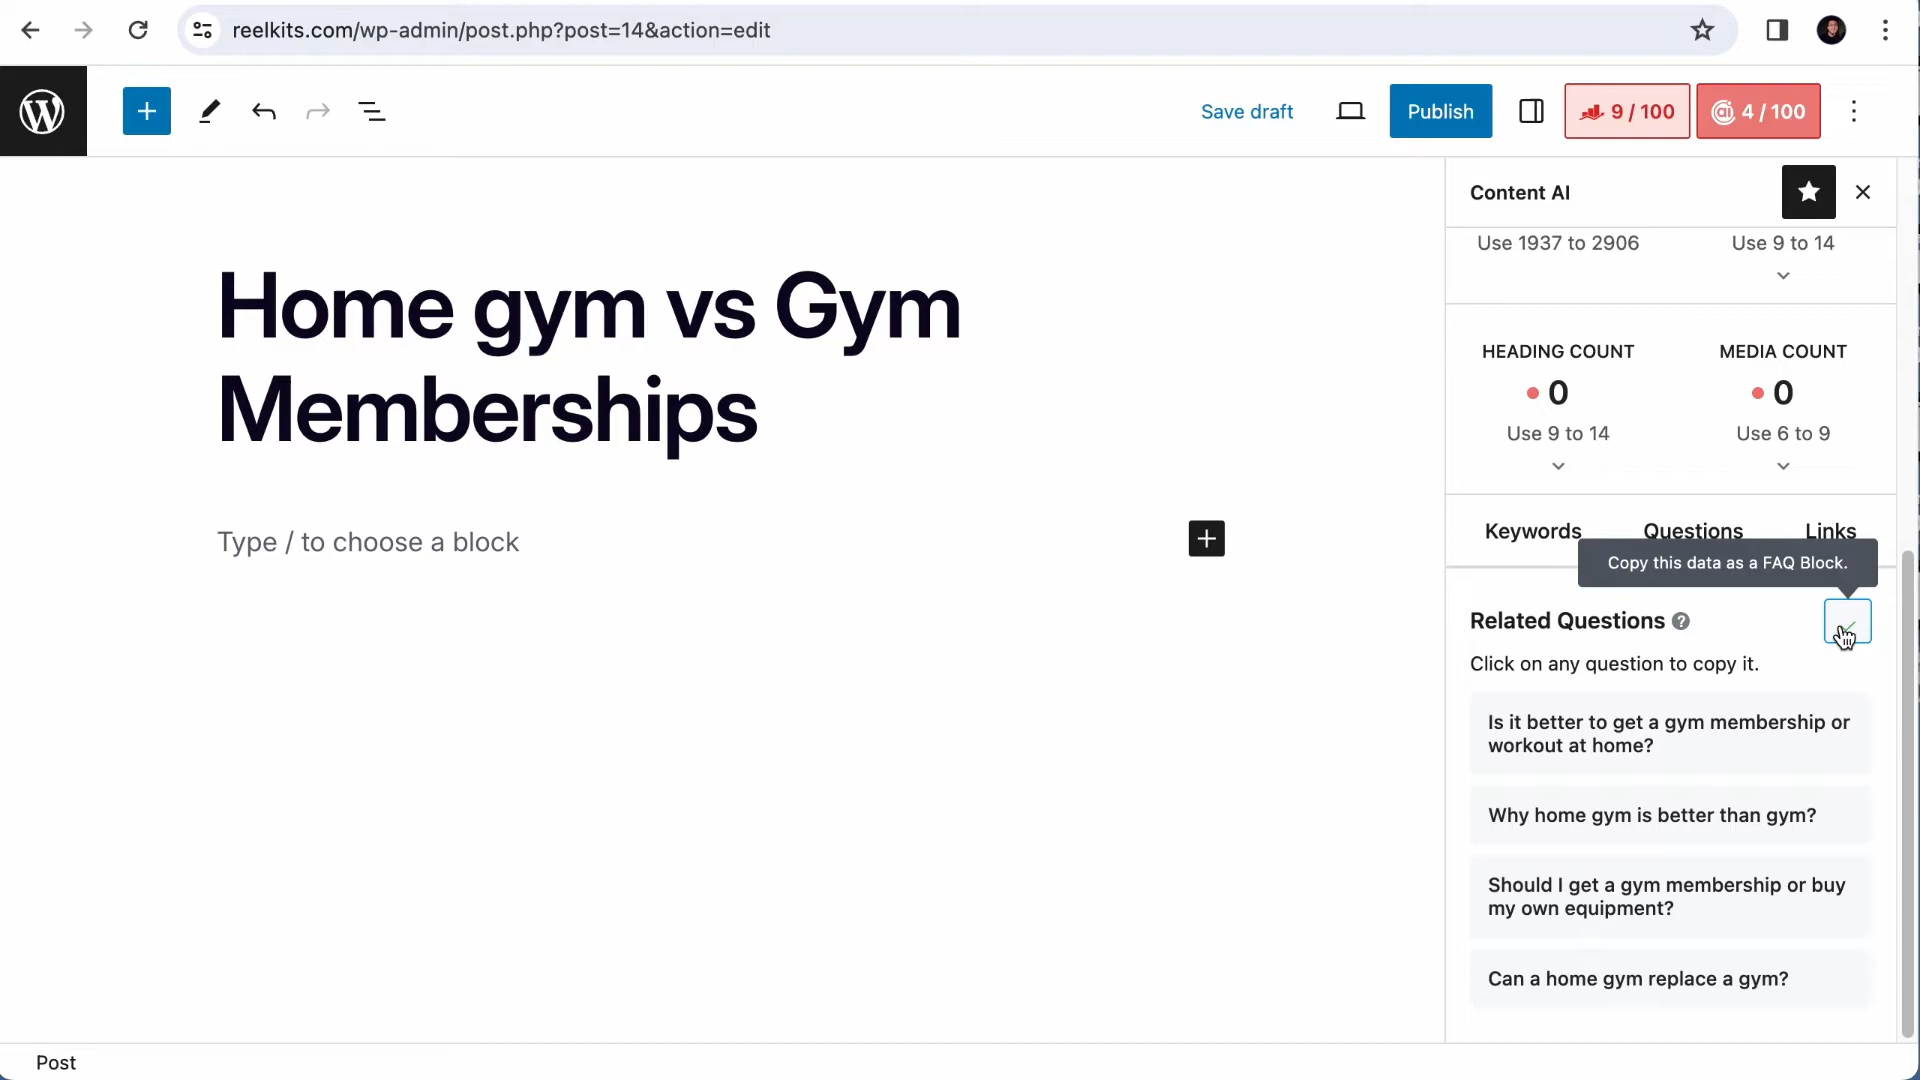 reelkits.com/wp-admin/post.php?post=14&action=edit
Save draft
Publish
9 / 100
4 / 100
Content AI
Use 1937 to 2906
Use 9 to 14
Home gym vs Gym
Memberships
HEADING COUNT
MEDIA COUNT
0
0
Use 9 to 14
Use 6 to 9
Type / to choose a block
Keywords
Questions
Links
Copy this data as a FAQ Block.
Related Questions ?
Click on any question to copy it.
Is it better to get a gym membership or
workout at home?
Why home gym is better than gym?
Should I get a gym membership or buy
my own equipment?
Can a home gym replace a gym?
Post